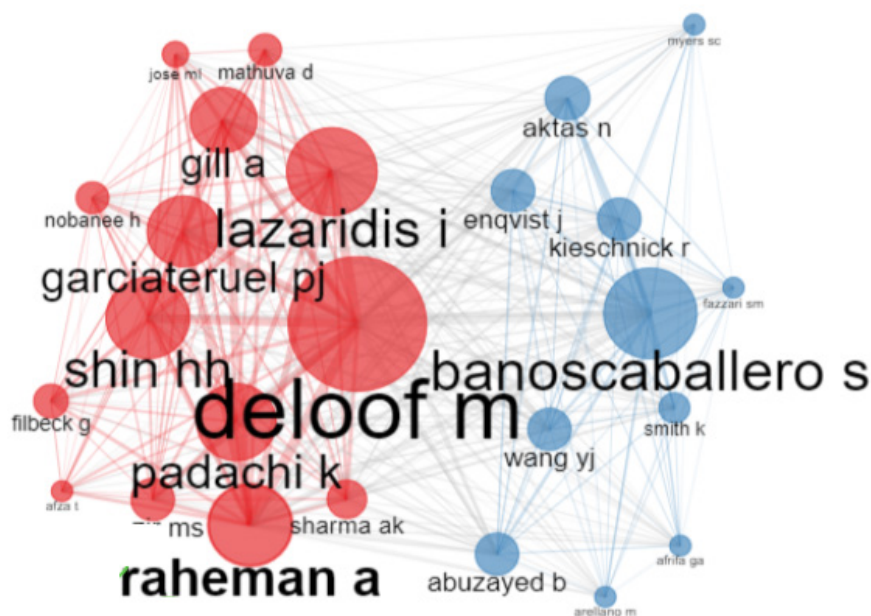 myers sc
jose ml
mathuva d
aktas n
gill a
nobanee h
lazaridis i
enqvist j
kieschnick r
garciateruel pj
fazzari sm
shin hh
banoscaballero s
deloof m
filbeck g
smith k
padachi k
wang yj
afza t
ms
sharma ak
raheman a
abuzayed b
afrifa ga
arellano m